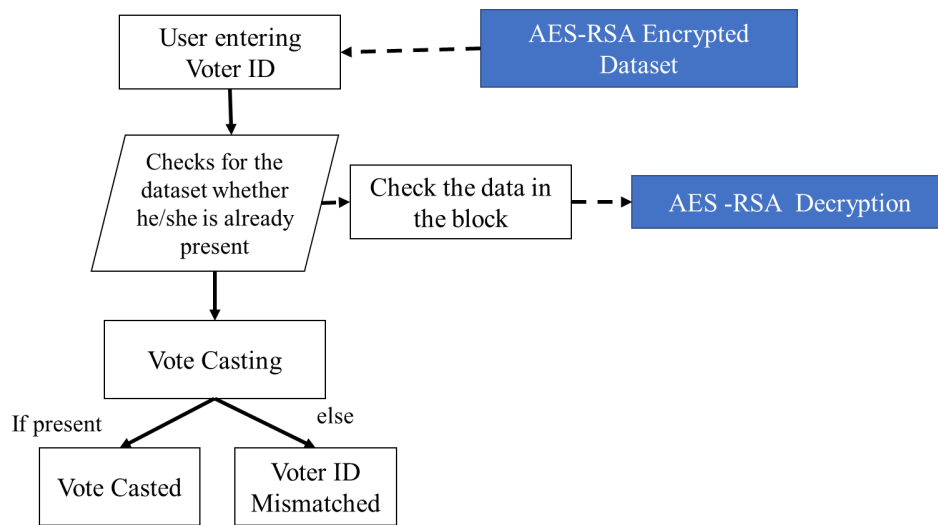 User entering
Voter ID
AES-RSA Encrypted
Dataset
Checks for the
dataset whether
he/she is already
present
Check the data in
the block
AES -RSA Decryption
Vote Casting
If present
else
Vote Casted
Voter ID
Mismatched